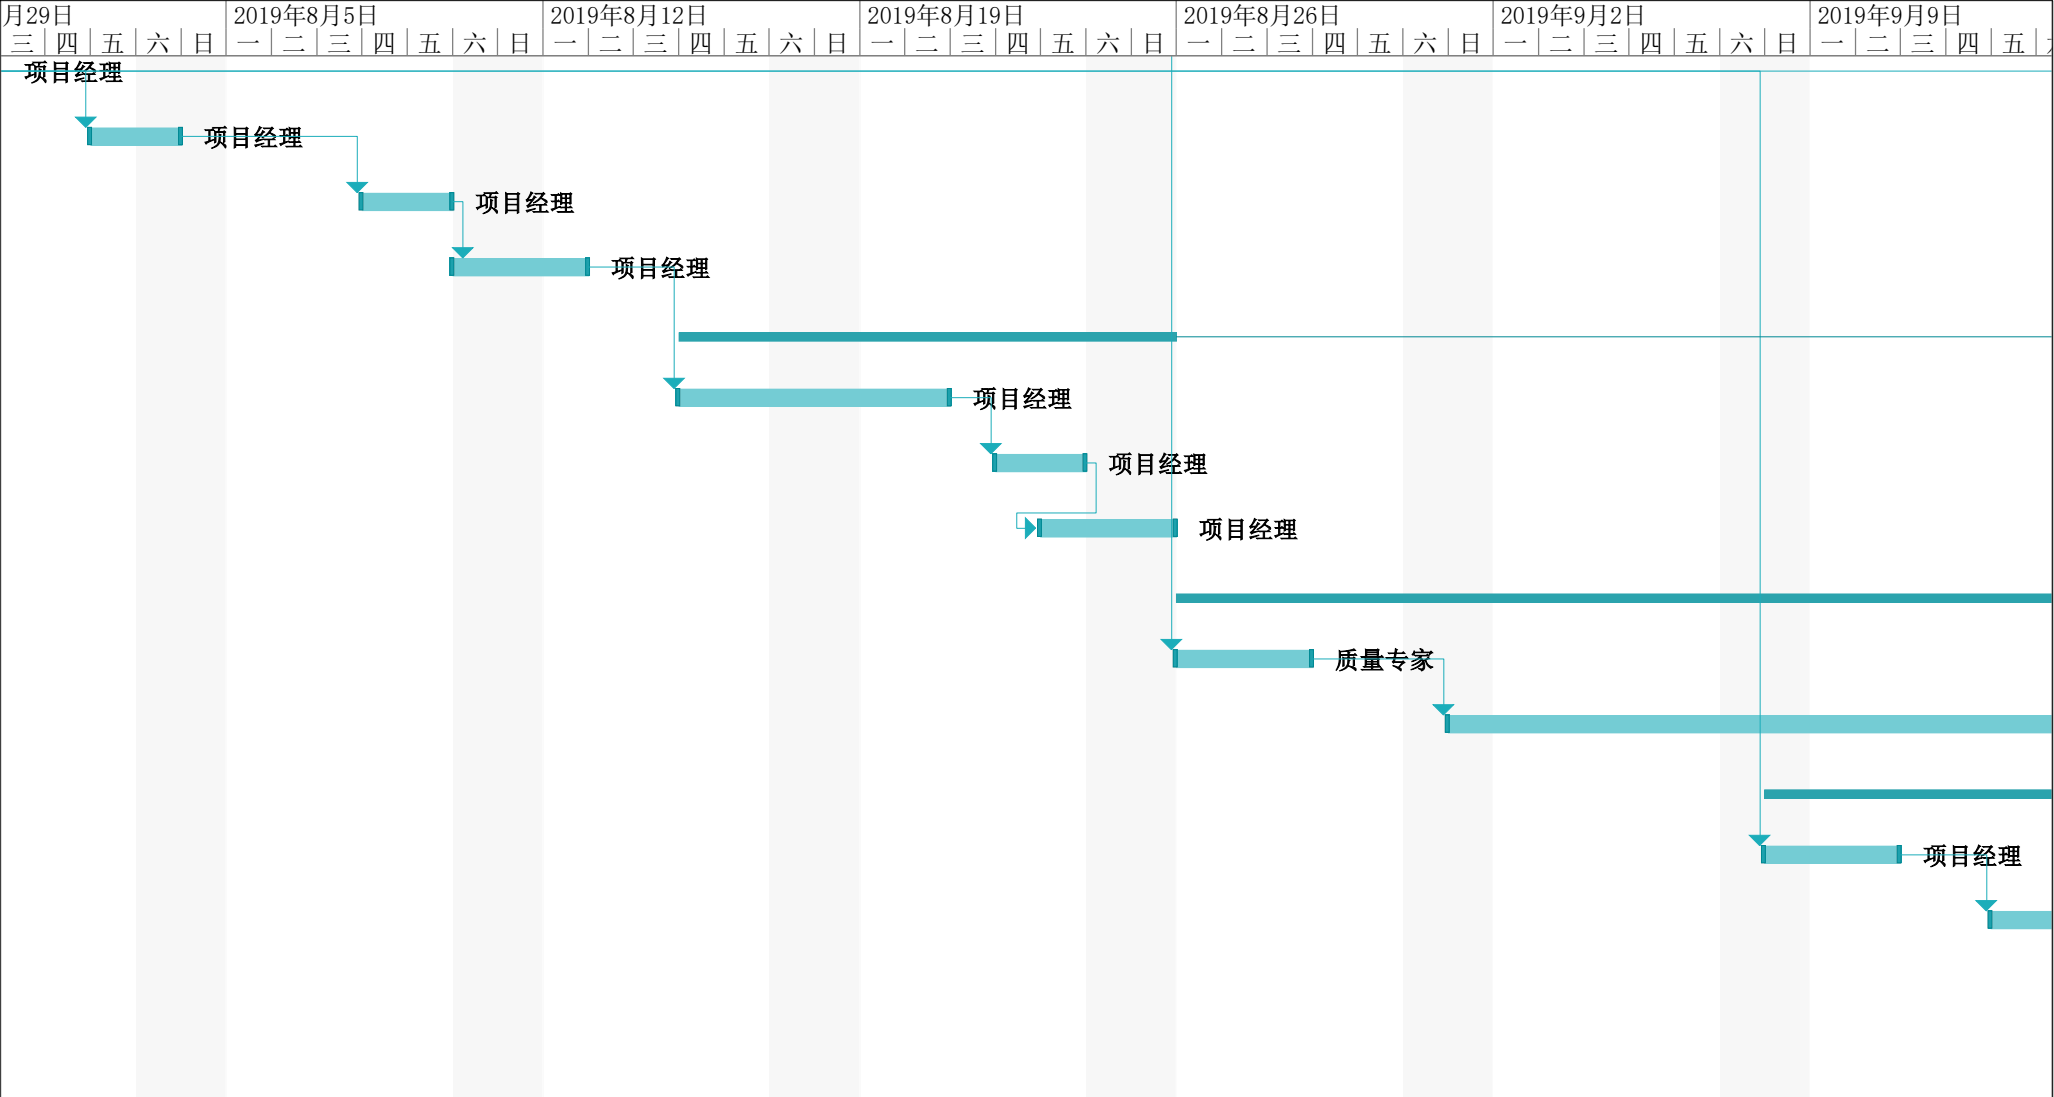 月29日 2019年8月5日 2019年8月12日 2019年8月19日 2019年8月26日 2019年9月2日 2019年9月9日
三 四 五 六 日 一 二 三 四 五 六 日 一 二 三 四 五 六 日 一 二 三 四 五 六 日 一 二 三 四 五 六 日 一 二 三 四 五 六 日 一 二 三 四 五
项目经理
项目经理
项目经理
项目经理
项目经理
项目经理
项目经理
质量专家
项目经理